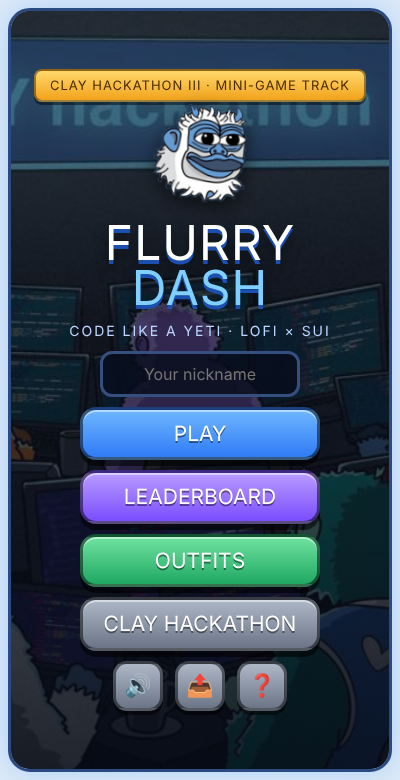 CLAY HACKATHON III · MINI-GAME TRACK
Y hackathon
FLURRY
DASH
CODE LIKE A YETI · LOFI × SUI
Your nickname
PLAY
LEADERBOARD
OUTFITS
CLAY HACKATHON